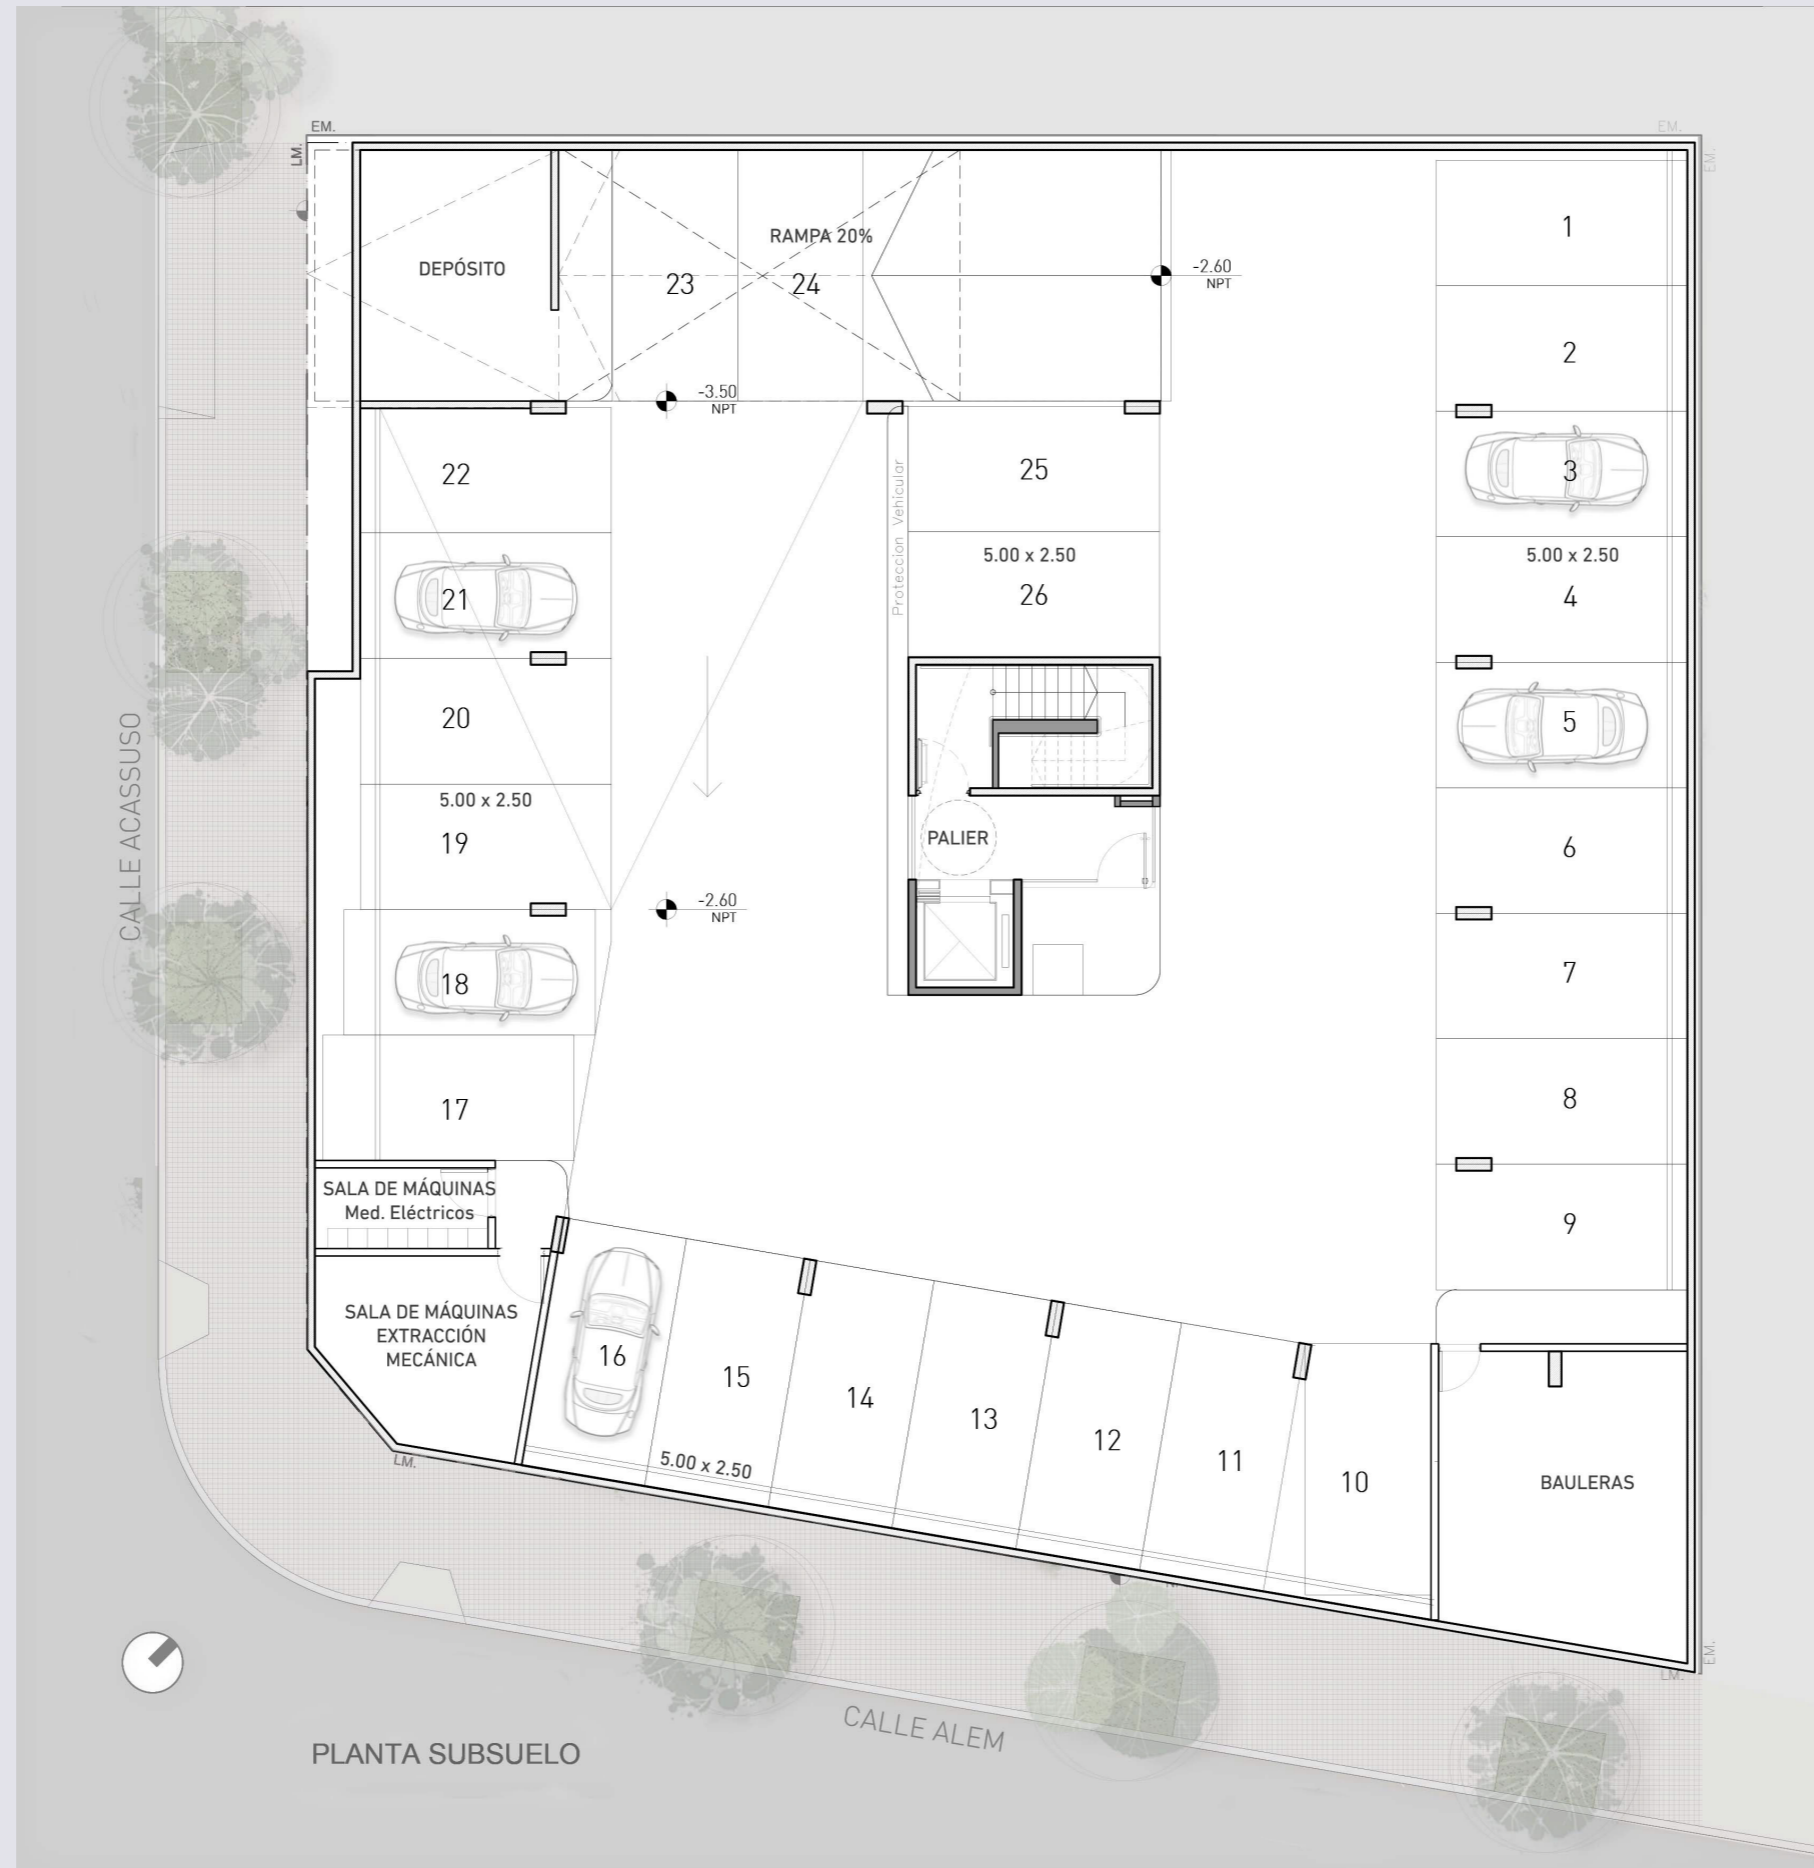 EM.
EM.
LM.
EM.
1
RAMPA 20%
DEPÓSITO
23
24
-2.60
NPT
2
-3.50
NPT
22
Proteccion Vehicular
25
3
5.00 x 2.50
5.00 x 2.50
21
26
4
20
5
CALLE ACASSUSO
5.00 x 2.50
19
PALIER
6
-2.60
NPT
18
7
17
8
SALA DE MÁQUINAS
Med. Eléctricos
9
SALA DE MÁQUINAS
EXTRACCIÓN
MECÁNICA
16
15
14
13
12
11
10
LM.
5.00 x 2.50
BAULERAS
EM.
LM.
CALLE ALEM
PLANTA SUBSUELO